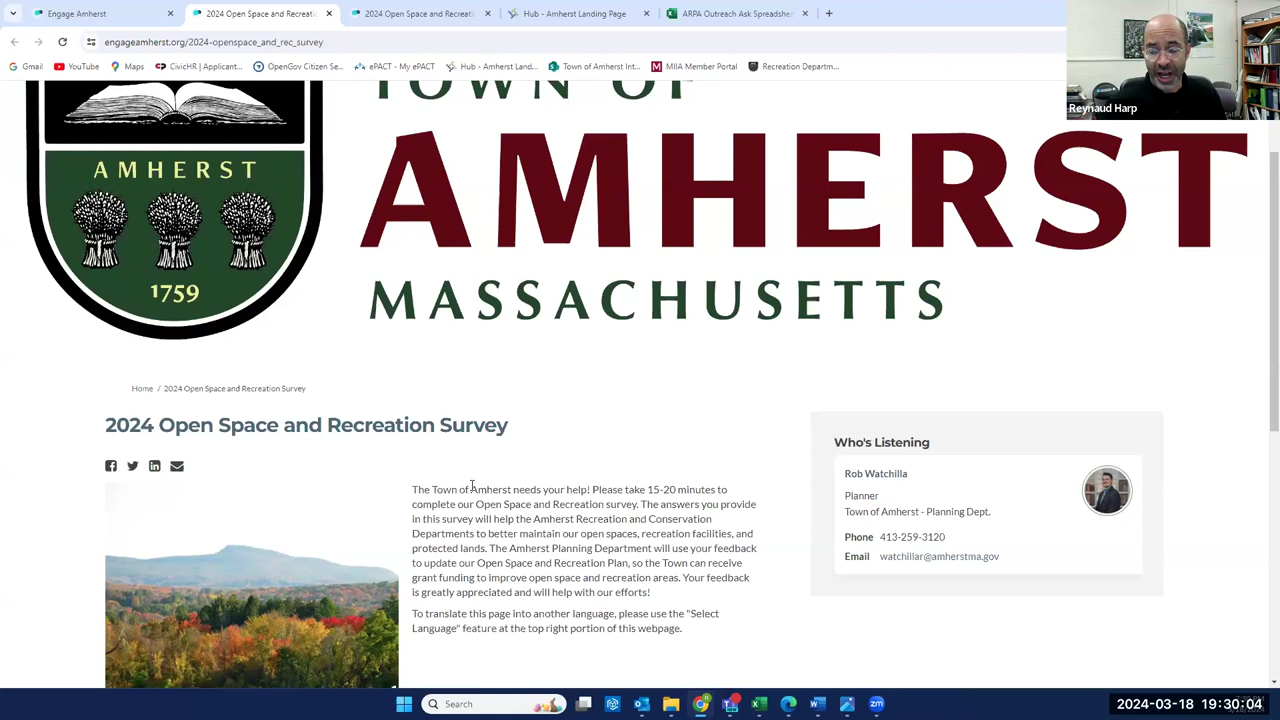 Engage Amherst
2024 Open Space and Recreatio
2024 Open Space and Recreatio
Hub - Amherst Landing Page
ARPA Outreach Ask Spreadshee
engageamherst.org/2024-openspace_and_rec_survey
Gmail
YouTube
Maps
CivicHR | Applicant...
OpenGov Citizen Se...
ePACT - My ePACT
Hub - Amherst Land...
Town of Amherst Int...
MIIA Member Portal
Recreation Departm...
Reynaud Harp
TOWN OF
AMHERST
AMHERST
1759
MASSACHUSETTS
Home / 2024 Open Space and Recreation Survey
2024 Open Space and Recreation Survey
The Town of Amherst needs your help! Please take 15-20 minutes to
complete our Open Space and Recreation survey. The answers you provide
in this survey will help the Amherst Recreation and Conservation
Departments to better maintain our open spaces, recreation facilities, and
protected lands. The Amherst Planning Department will use your feedback
to update our Open Space and Recreation Plan, so the Town can receive
grant funding to improve open space and recreation areas. Your feedback
is greatly appreciated and will help with our efforts!
To translate this page into another language, please use the "Select
Language" feature at the top right portion of this webpage.
Who's Listening
Rob Watchilla
Planner
Town of Amherst - Planning Dept.
Phone 413-259-3120
Email watchillar@amherstma.gov
Search
2024-03-18 19:30:04